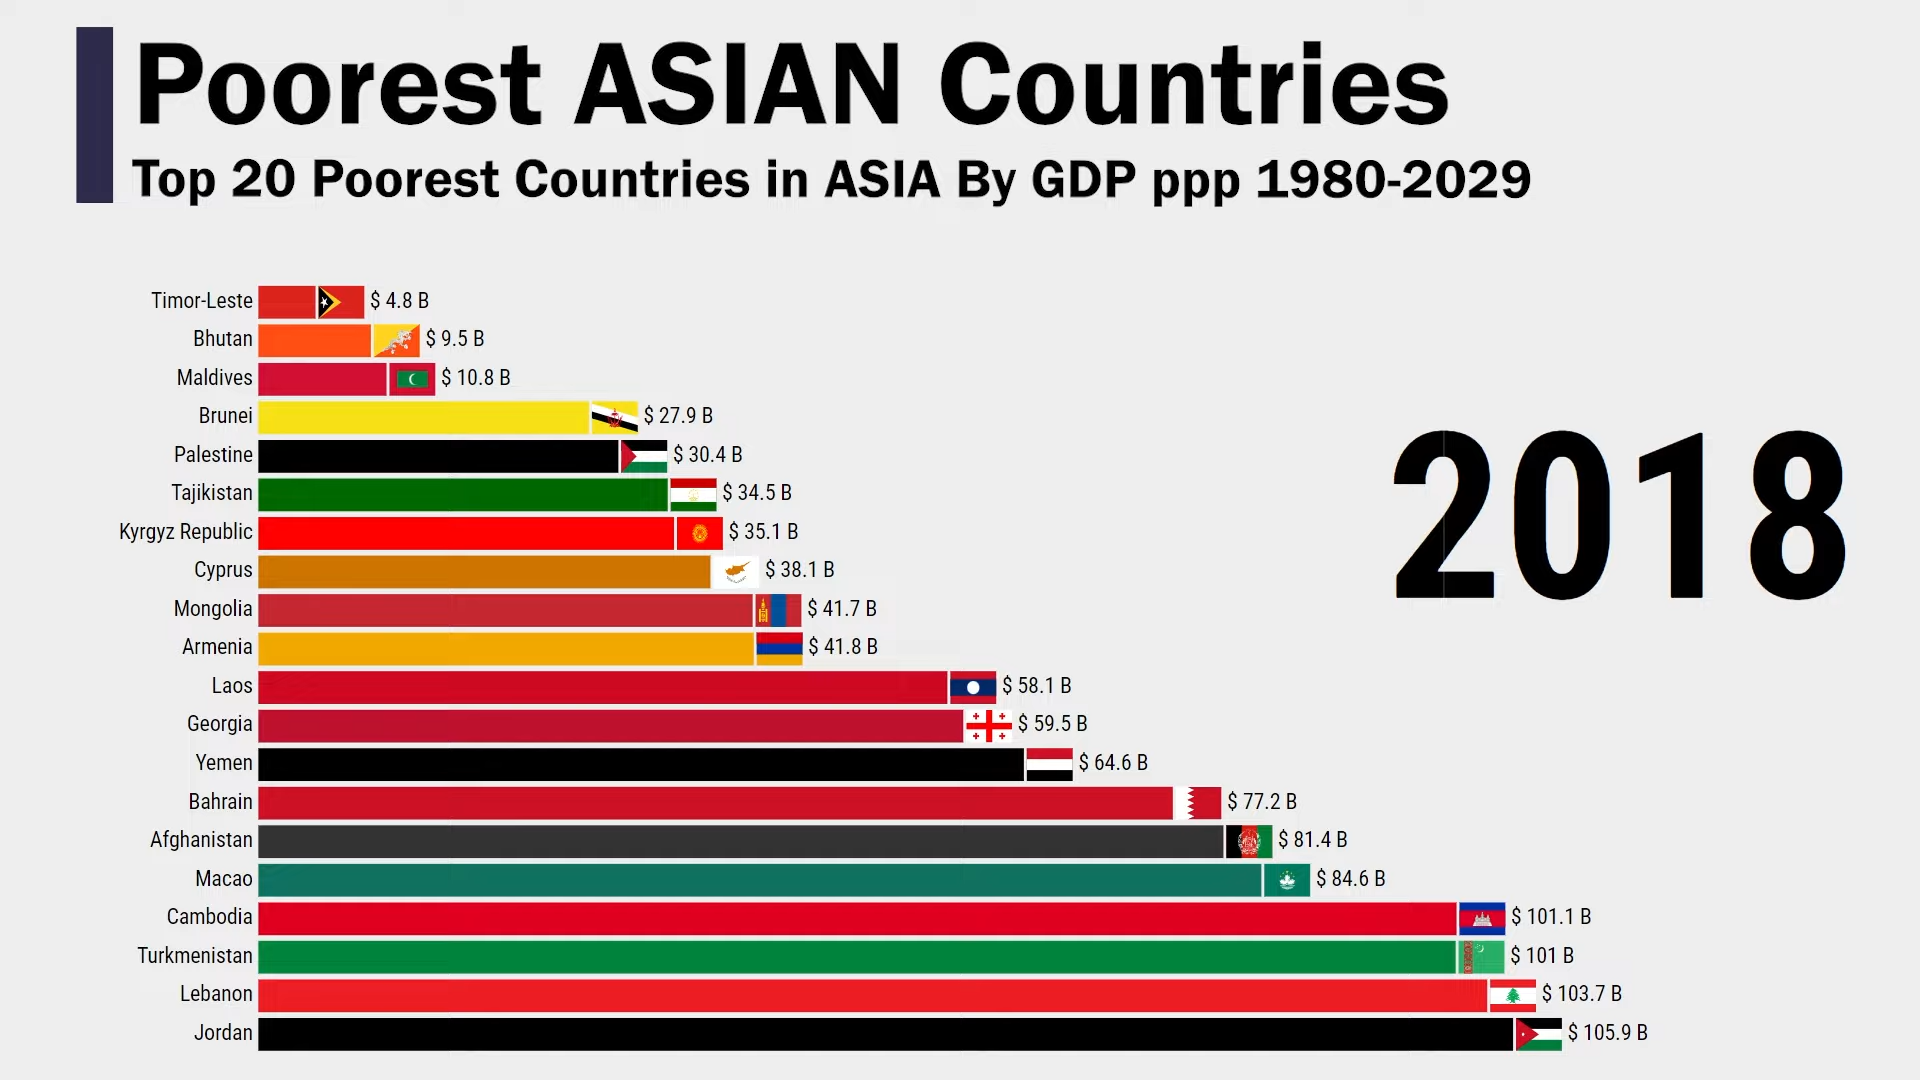 Poorest ASIAN Countries
Top 20 Poorest Countries in ASIA By GDP ppp 1980-2029
Timor-Leste $ 4.8 B
Bhutan $ 9.5 B
Maldives $ 10.8 B
Brunei $ 27.9 B
Palestine $ 30.4 B
Tajikistan $ 34.5 B
Kyrgyz Republic $ 35.1 B
Cyprus $ 38.1 B
Mongolia $ 41.7 B
Armenia $ 41.8 B
Laos $ 58.1 B
Georgia $ 59.5 B
Yemen $ 64.6 B
Bahrain $ 77.2 B
Afghanistan $ 81.4 B
Macao $ 84.6 B
Cambodia $ 101.1 B
Turkmenistan $ 101 B
Lebanon $ 103.7 B
Jordan $ 105.9 B
2018